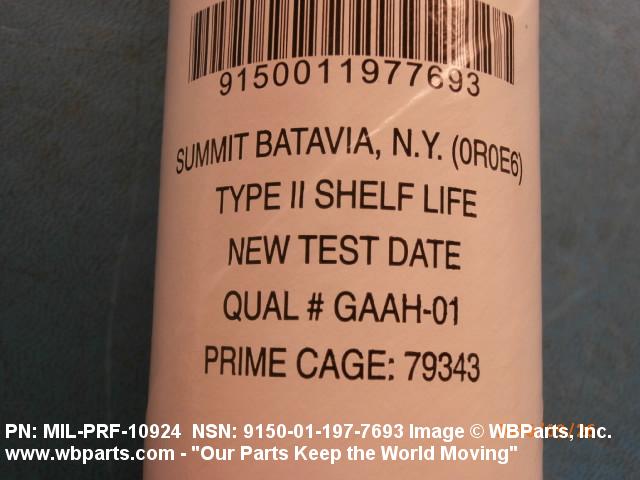 9150011977693
SUMMIT BATAVIA, N.Y. (0R0E6)
TYPE II SHELF LIFE
NEW TEST DATE
QUAL # GAAH-01
PRIME CAGE: 79343
PN: MIL-PRF-10924 NSN: 9150-01-197-7693 Image © WBParts, Inc.
www.wbparts.com - "Our Parts Keep the World Moving"